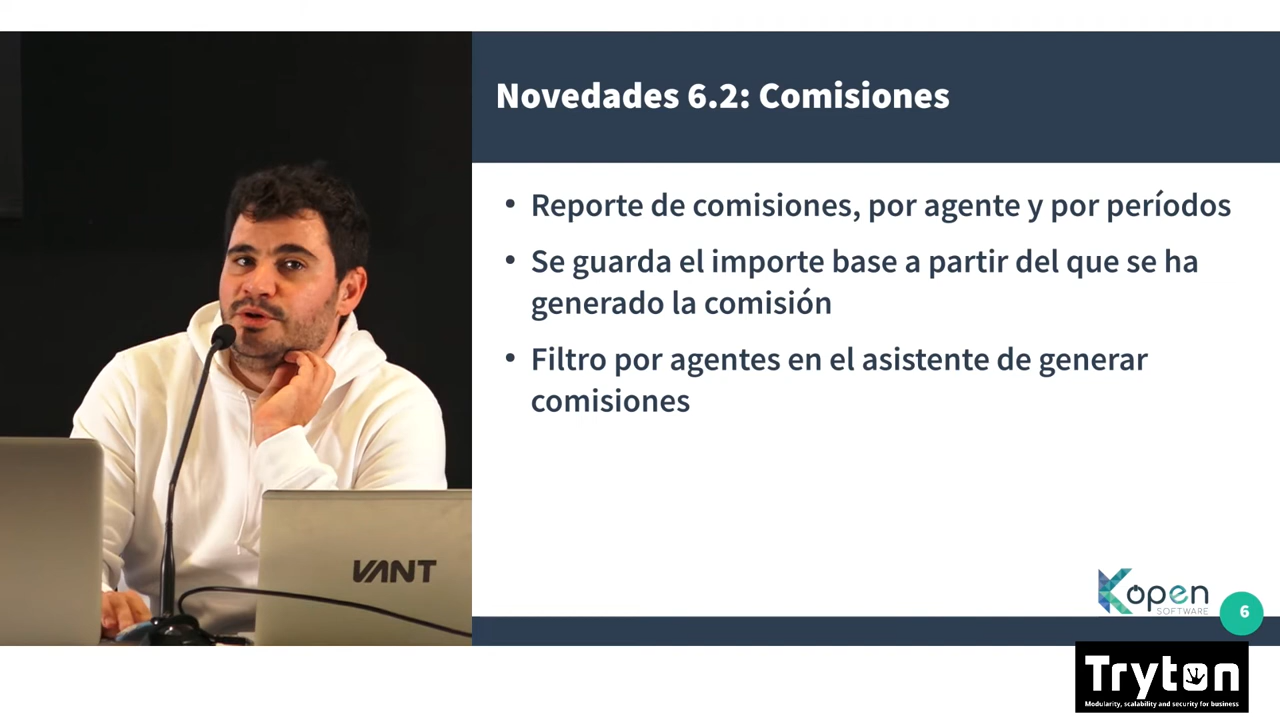 Novedades 6.2: Comisiones
• Reporte de comisiones, por agente y por períodos
• Se guarda el importe base a partir del que se ha
generado la comisión
• Filtro por agentes en el asistente de generar
comisiones
VANT
Kopen
SOFTWARE
6
Tryton
Modularity, scalability and security for business